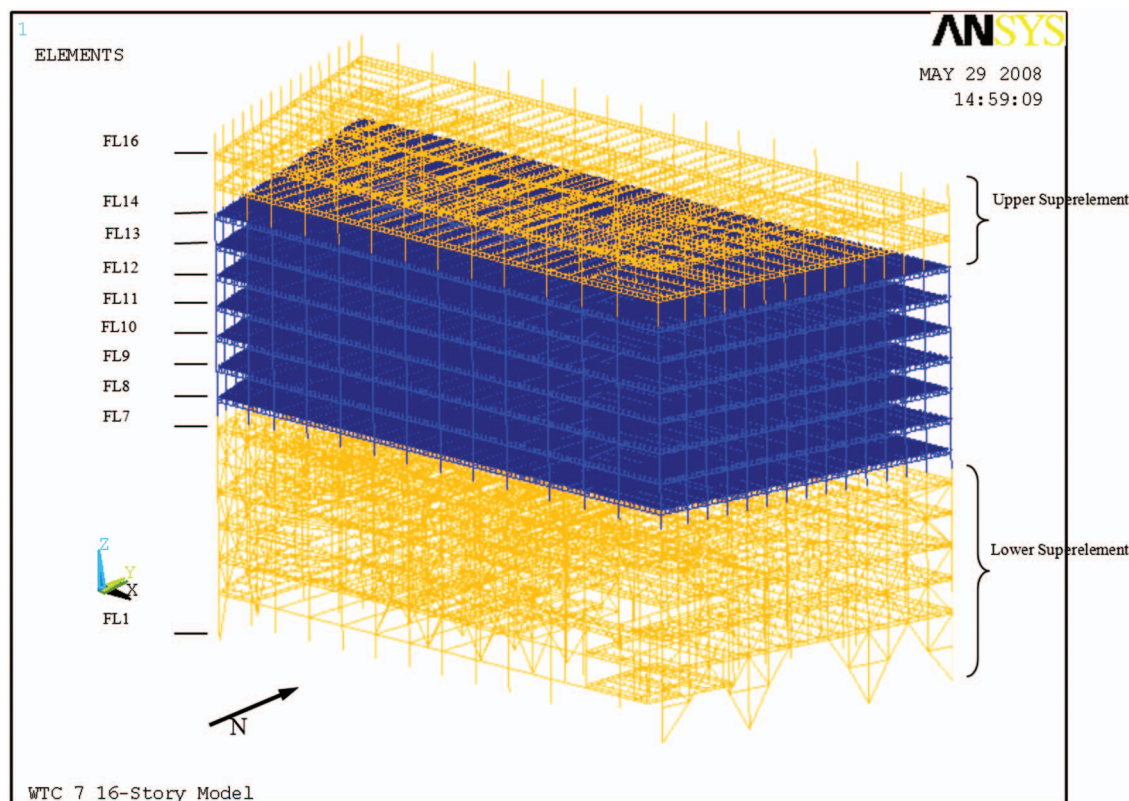 1
ELEMENTS
ANSYS
MAY 29 2008
14:59:09
FL16
FL14
FL13
FL12
FL11
FL10
FL9
FL8
FL7
Upper Superelement
Lower Superelement
Z
Y
X
FL1
N
WTC 7 16-Story Model